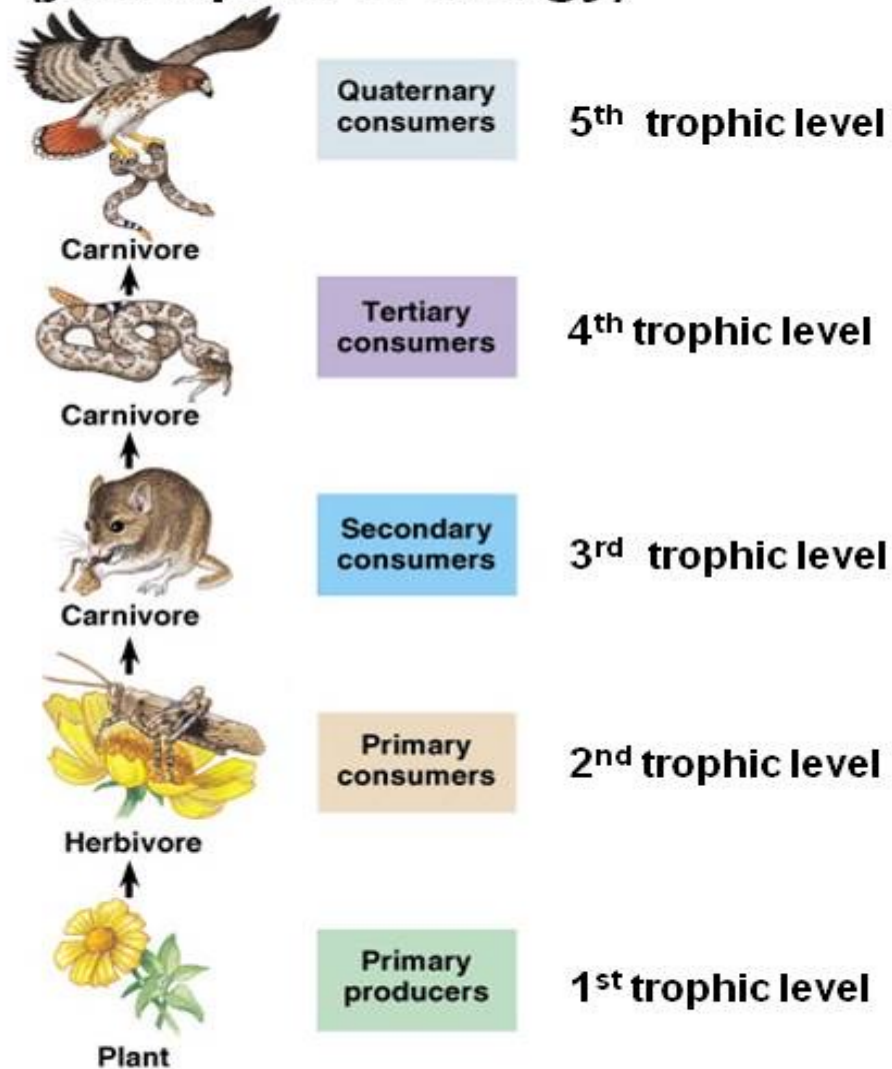 Quaternary
consumers
5th trophic level
Carnivore
Tertiary
consumers
4th trophic level
Carnivore
Secondary
consumers
3rd trophic level
Carnivore
Primary
consumers
2nd trophic level
Herbivore
Primary
producers
1st trophic level
Plant